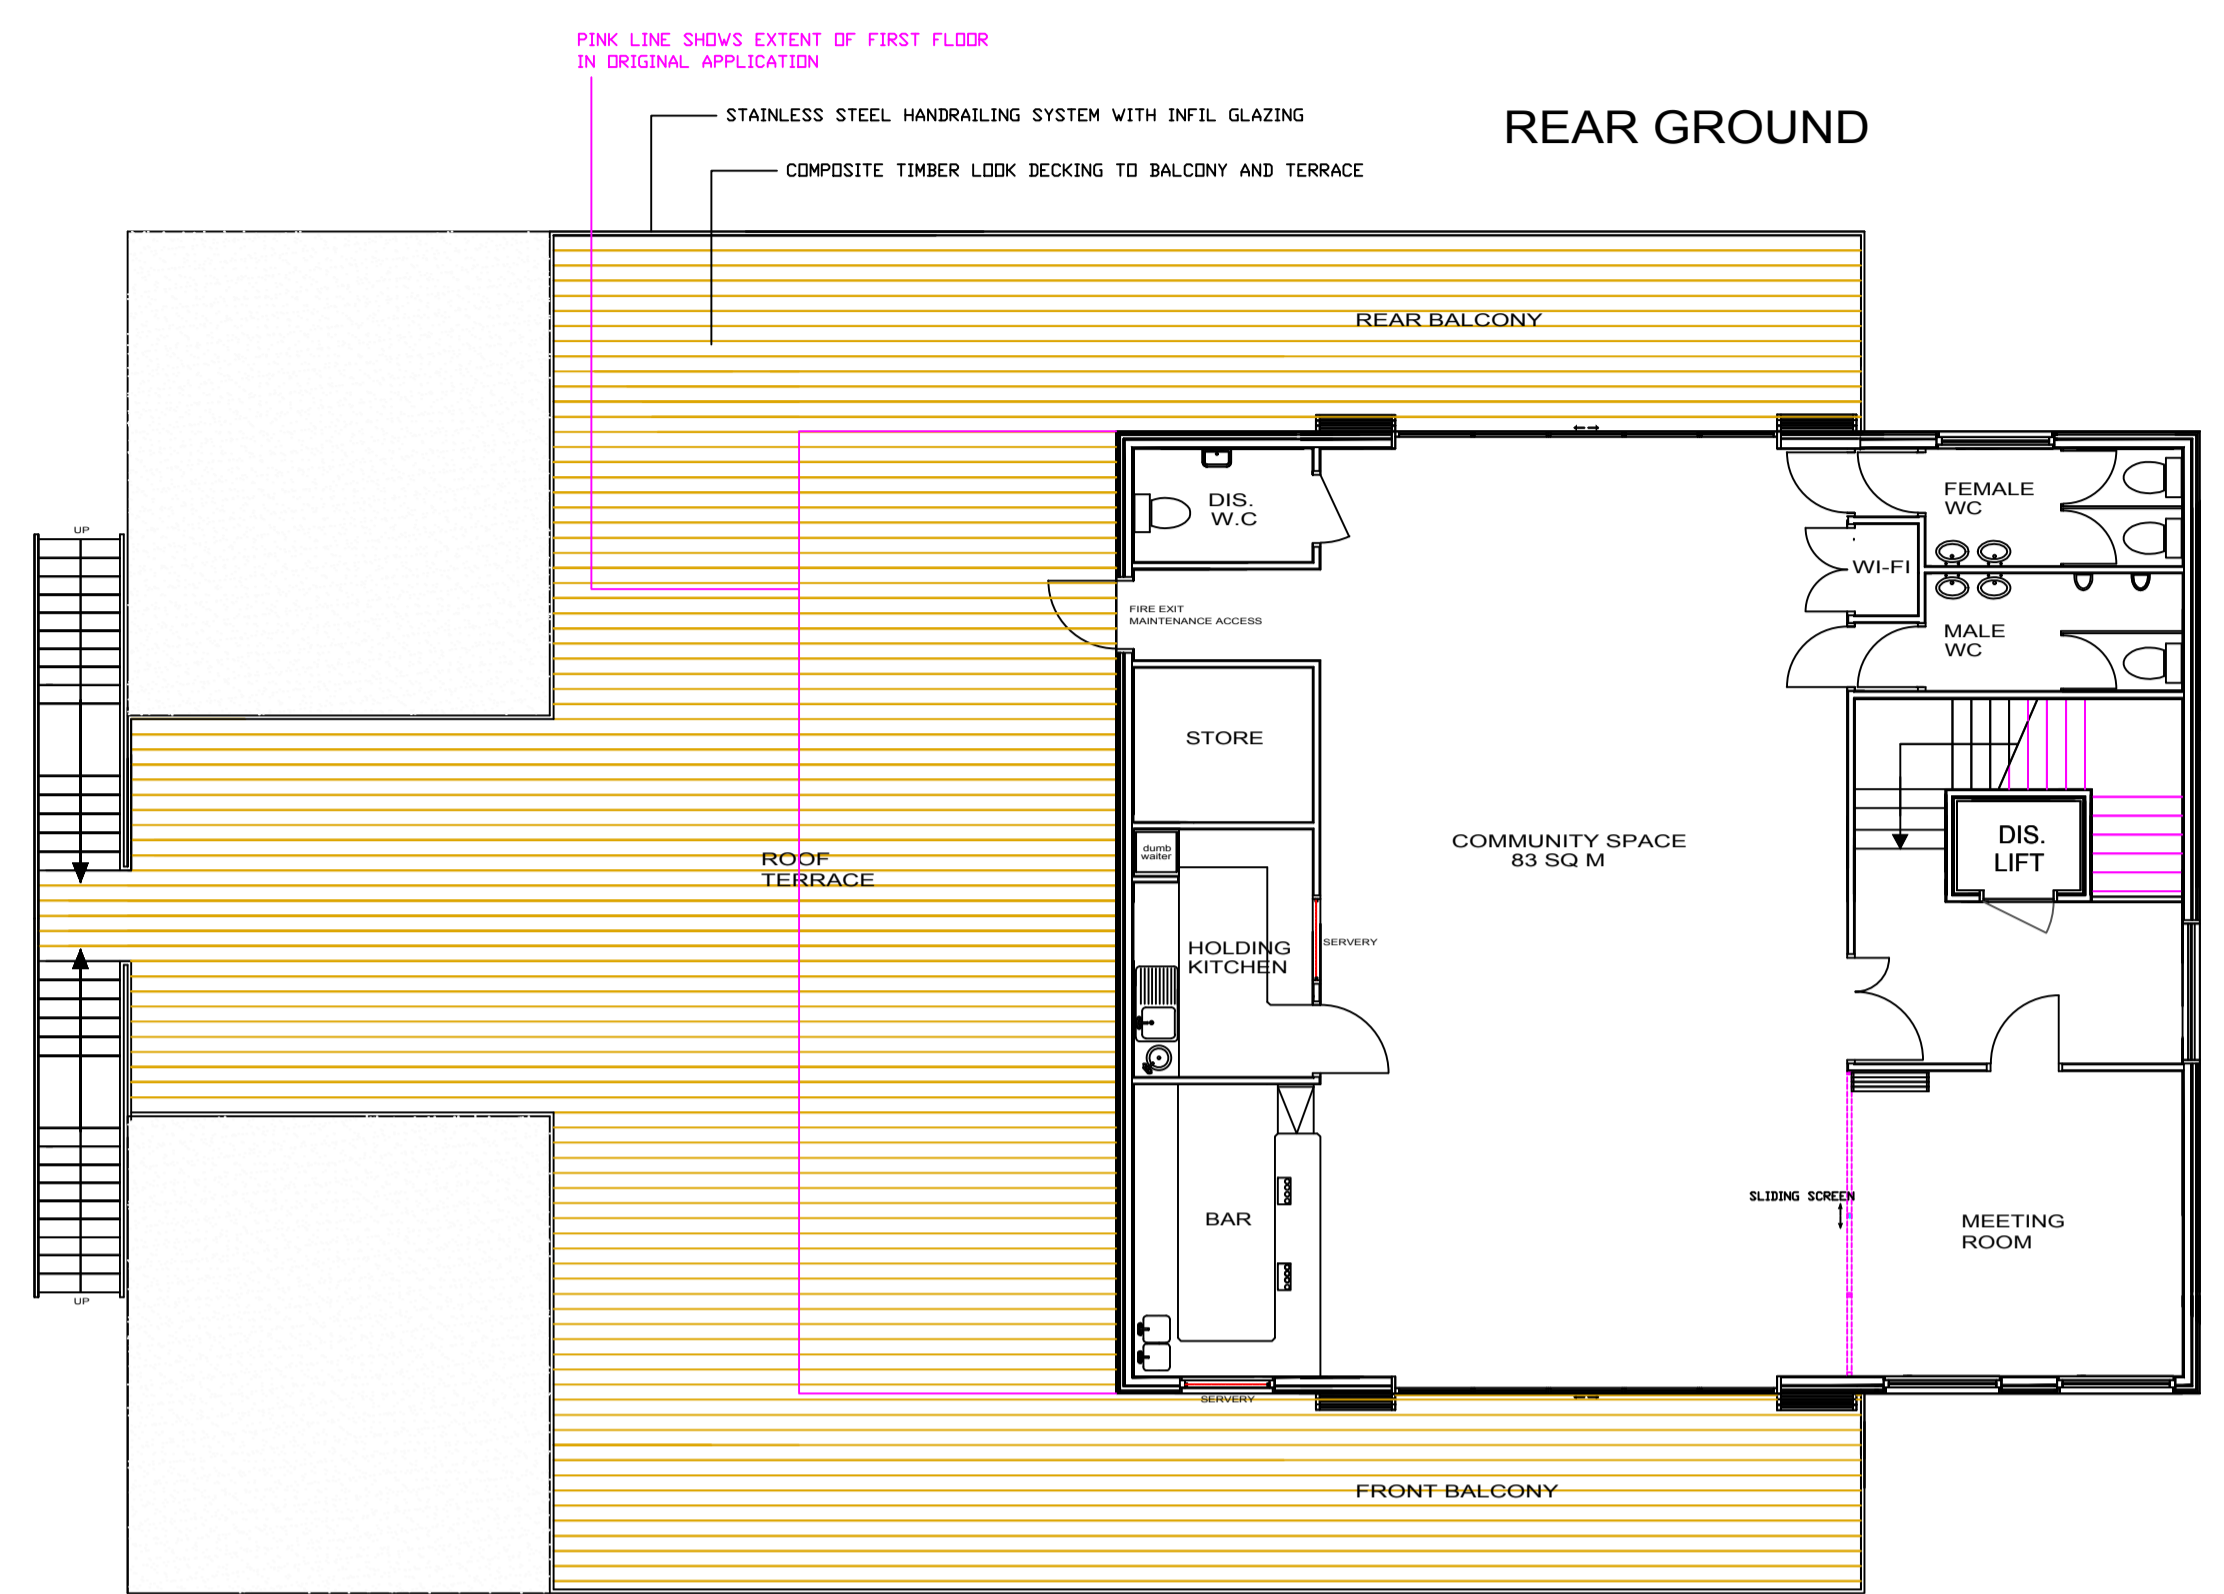 PINK LINE SHOWS EXTENT OF FIRST FLOOR
IN ORIGINAL APPLICATION
STAINLESS STEEL HANDRAILING SYSTEM WITH INFIL GLAZING
REAR GROUND
COMPOSITE TIMBER LOOK DECKING TO BALCONY AND TERRACE
REAR BALCONY
DIS.
W.C
FEMALE
WC
UP
WI-FI
FIRE EXIT
MAINTENANCE ACCESS
MALE
WC
STORE
COMMUNITY SPACE
83 SQ M
DIS.
LIFT
dumb
waiter
ROOF
TERRACE
HOLDING
KITCHEN
SERVERY
SLIDING SCREEN
BAR
MEETING
ROOM
UP
SERVERY
FRONT BALCONY